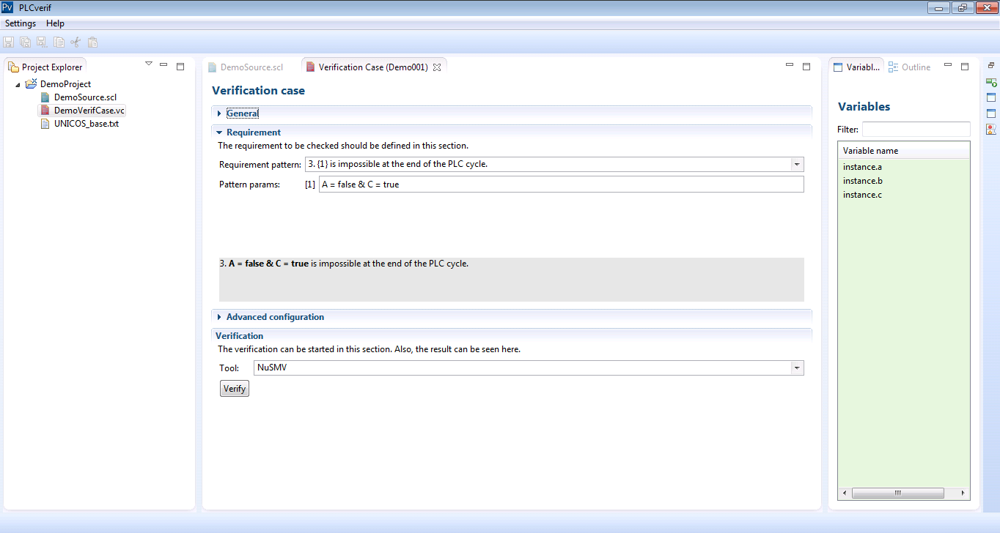 Pv PLCverif
Settings Help
Project Explorer
DemoProject
DemoSource.scl
DemoVerifCase.vc
UNICOS_base.txt
DemoSource.scl
Verification Case (Demo001)
Verification case
General
Requirement
The requirement to be checked should be defined in this section.
Requirement pattern: 3. {1} is impossible at the end of the PLC cycle.
Pattern params: [1] A = false & C = true
3. A = false & C = true is impossible at the end of the PLC cycle.
Advanced configuration
Verification
The verification can be started in this section. Also, the result can be seen here.
Tool: NuSMV
Verify
Variabl... Outline
Variables
Filter:
Variable name
instance.a
instance.b
instance.c